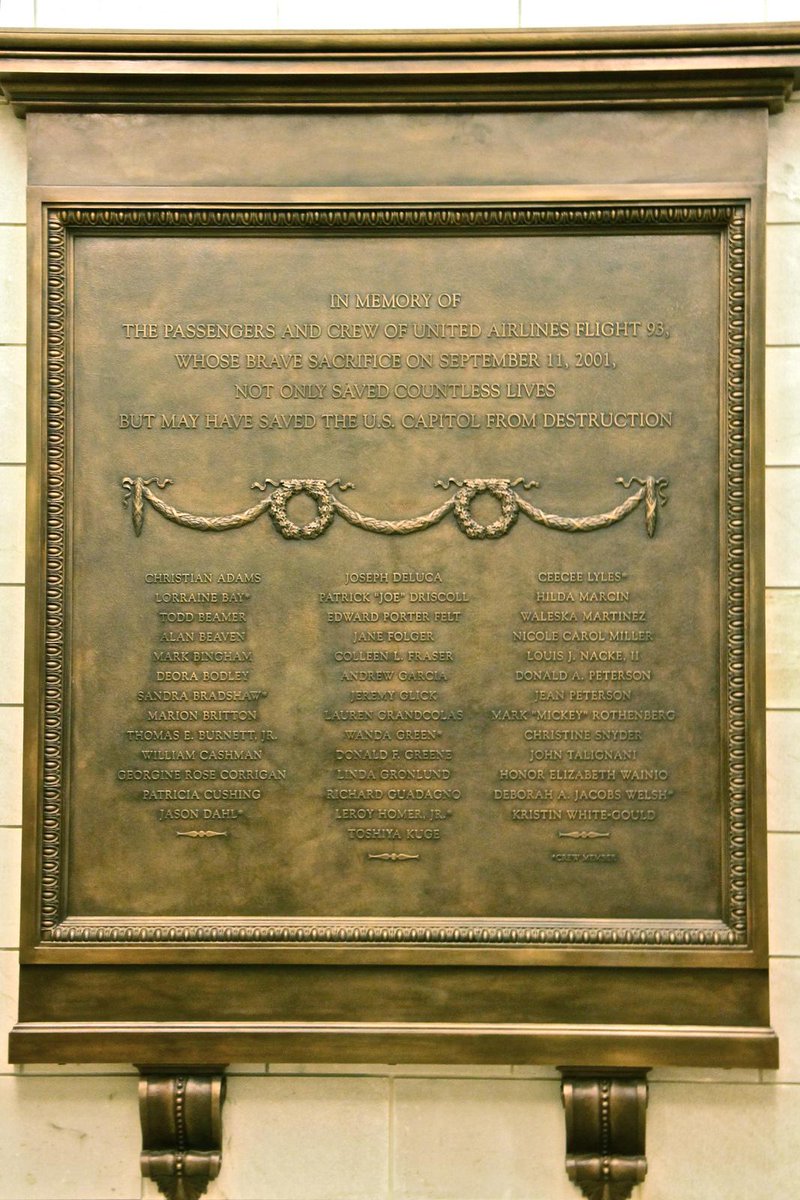 IN MEMORY OF
THE PASSENGERS AND CREW OF UNITED AIRLINES FLIGHT 93,
WHOSE BRAVE SACRIFICE ON SEPTEMBER 11, 2001,
NOT ONLY SAVED COUNTLESS LIVES
BUT MAY HAVE SAVED THE U.S. CAPITOL FROM DESTRUCTION
CHRISTIAN ADAMS
LORRAINE BAY*
TODD BEAMER
ALAN BEAVEN
MARK BINGHAM
DEORA BODLEY
SANDRA BRADSHAW*
MARION BRITTON
THOMAS E. BURNETT, JR.
WILLIAM CASHMAN
GEORGINE ROSE CORRIGAN
PATRICIA CUSHING
JASON DAHL*
JOSEPH DELUCA
PATRICK "JOE" DRISCOLL
EDWARD PORTER FELT
JANE FOLGER
COLLEEN L. FRASER
ANDREW GARCIA
JEREMY GLICK
LAUREN GRANDCOLAS
WANDA GREEN*
DONALD F. GREENE
LINDA GRONLUND
RICHARD GUADAGNO
LEROY HOMER, JR.*
TOSHIYA KUGE
CEECEE LYLES*
HILDA MARCIN
WALESKA MARTINEZ
NICOLE CAROL MILLER
LOUIS J. NACKE, II
DONALD A. PETERSON
JEAN PETERSON
MARK "MICKEY" ROTHENBERG
CHRISTINE SNYDER
JOHN TALIGNANI
HONOR ELIZABETH WAINIO
DEBORAH A. JACOBS WELSH*
KRISTIN WHITE-GOULD
*CREW MEMBER